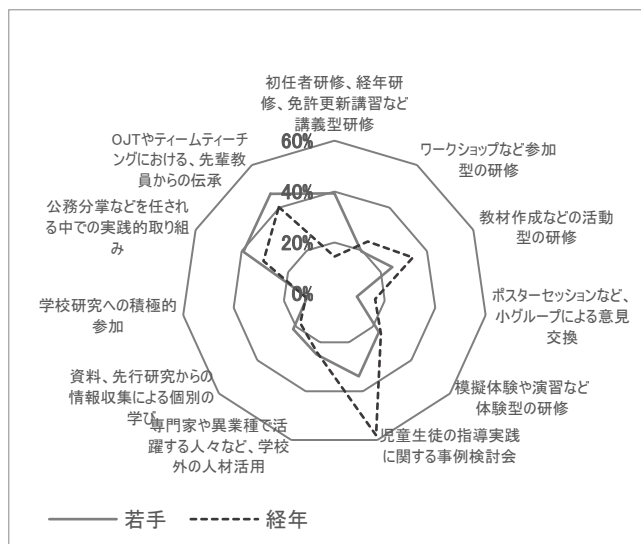 初任者研修、経年研
修、免許更新講習など
講義型研修
ワークショップなど参加
型の研修
教材作成などの活動
型の研修
ポスターセッションなど、
小グループによる意見
交換
模擬体験や演習など
体験型の研修
児童生徒の指導実践
に関する事例検討会
専門家や異業種で活
躍する人々など、学校
外の人材活用
資料、先行研究からの
情報収集による個別の
学び
学校研究への積極的
参加
公務分掌などを任され
る中での実践的取り組
み
OJTやティームティーチ
ングにおける、先輩教
員からの伝承
60%
40%
20%
0%
若手
経年